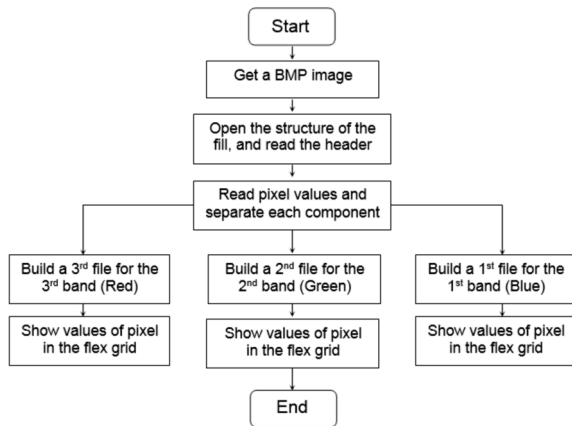 Start
Get a BMP image
Open the structure of the
fill, and read the header
Read pixel values and
separate each component
Build a 3rd file for the
3rd band (Red)
Build a 2nd file for the
2nd band (Green)
Build a 1st file for the
1st band (Blue)
Show values of pixel
in the flex grid
Show values of pixel
in the flex grid
Show values of pixel
in the flex grid
End